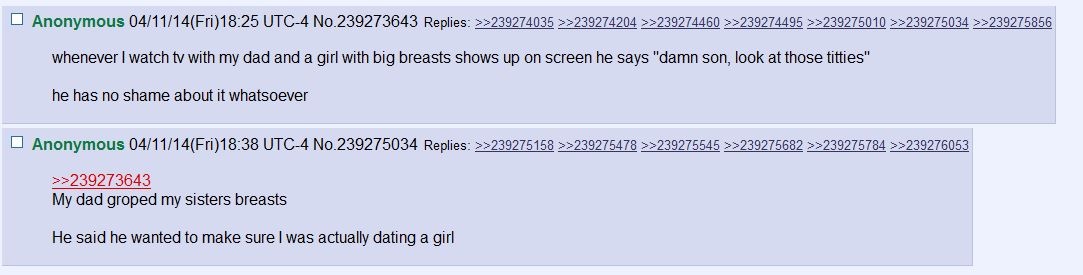 Anonymous 04/11/14(Fri)18:25 UTC-4 No.239273643 Replies: >>239274035 >>239274204 >>239274460 >>239274495 >>239275010 >>239275034 >>239275856
whenever I watch tv with my dad and a girl with big breasts shows up on screen he says "damn son, look at those titties"
he has no shame about it whatsoever
Anonymous 04/11/14(Fri)18:38 UTC-4 No.239275034 Replies: >>239275158 >>239275478 >>239275545 >>239275682 >>239275784 >>239276053
>>239273643
My dad groped my sisters breasts
He said he wanted to make sure I was actually dating a girl